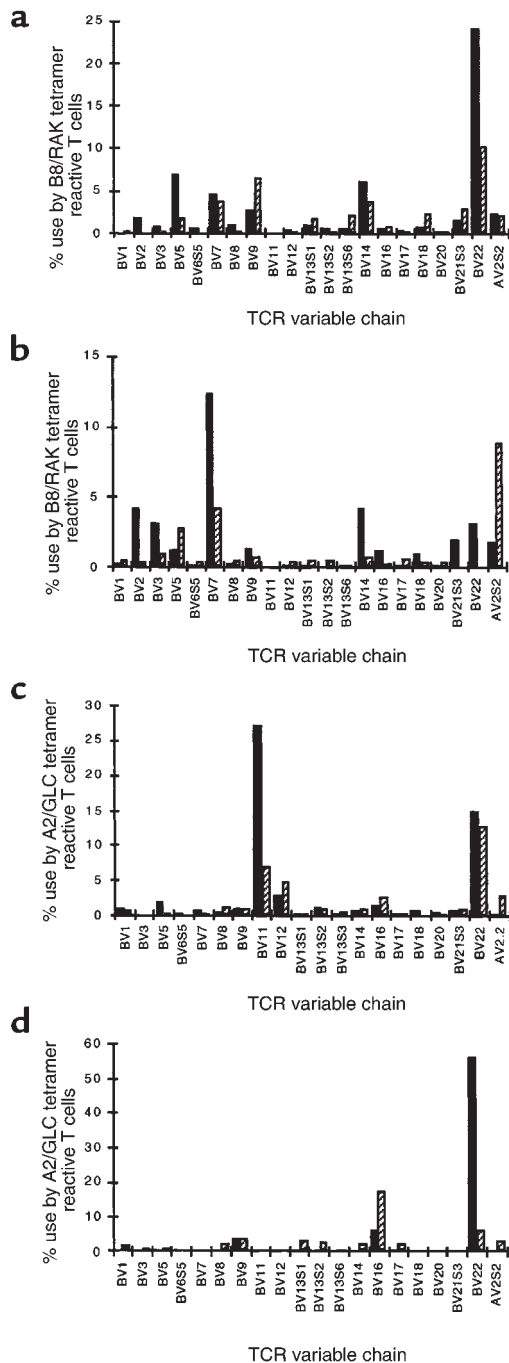 a
% use by B8/RAK tetramer
reactive T cells
25
20
15
10
5
0
BV1
BV2
BV3
BV5
BV6S5
BV7
BV8
BV9
BV11
BV12
BV13S1
BV13S2
BV13S6
BV14
BV16
BV17
BV18
BV20
BV21S3
BV22
AV2S2
TCR variable chain
b
% use by B8/RAK tetramer
reactive T cells
15
10
5
0
BV1
BV2
BV3
BV5
BV6S5
BV7
BV8
BV9
BV11
BV12
BV13S1
BV13S2
BV13S6
BV14
BV16
BV17
BV18
BV20
BV21S3
BV22
AV2S2
TCR variable chain
c
% use by A2/GLC tetramer
reactive T cells
30
25
20
15
10
5
0
BV1
BV3
BV5
BV6S5
BV7
BV8
BV9
BV11
BV12
BV13S1
BV13S2
BV13S3
BV14
BV16
BV17
BV18
BV20
BV21S3
BV22
AV2..2
TCR variable chain
d
% use by A2/GLC tetramer
reactive T cells
60
50
40
30
20
10
0
BV1
BV3
BV5
BV6S5
BV7
BV8
BV9
BV11
BV12
BV13S1
BV13S2
BV13S6
BV14
BV16
BV17
BV18
BV20
BV21S3
BV22
AV2S2
TCR variable chain